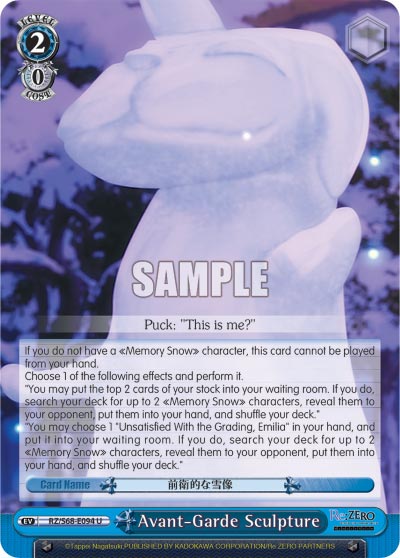 LEVEL
2
0
COST
SAMPLE
Puck: "This is me?"
If you do not have a «Memory Snow» character, this card cannot be played
from your hand.
Choose 1 of the following effects and perform it.
"You may put the top 2 cards of your stock into your waiting room. If you do,
search your deck for up to 2 «Memory Snow» characters, reveal them to
your opponent, put them into your hand, and shuffle your deck."
"You may choose 1 "Unsatisfied With the Grading, Emilia" in your hand, and
put it into your waiting room. If you do, search your deck for up to 2
«Memory Snow» characters, reveal them to your opponent, put them into
your hand, and shuffle your deck."
Card Name 前衛的な雪像
EV RZ/S68-E094 U Avant-Garde Sculpture Re:ZERO
©Tappei Nagatsuki,PUBLISHED BY KADOKAWA CORPORATION/Re:ZERO PARTNERS